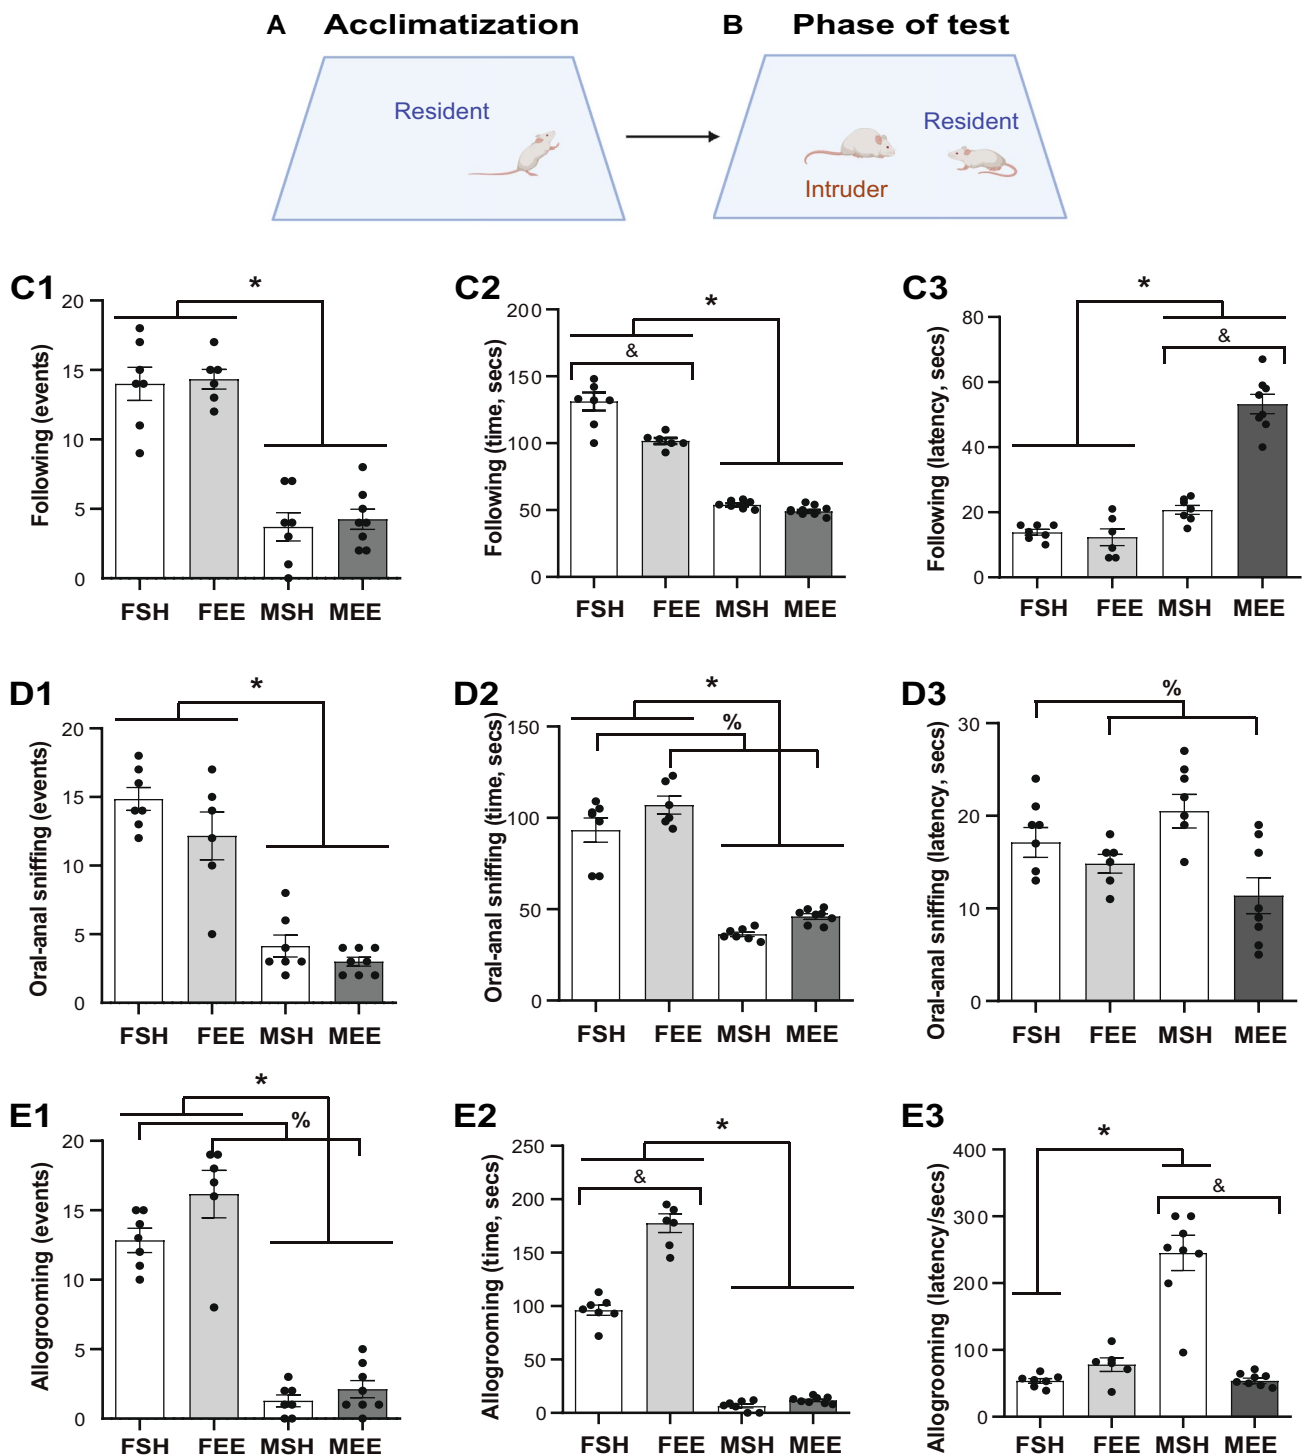 A Acclimatization
B Phase of test
Resident
Resident
Intruder
C1
*
Following (events)
20
15
10
5
0
FSH FEE MSH MEE
C2
*
&
Following (time, secs)
200
150
100
50
0
FSH FEE MSH MEE
C3
*
&
Following (latency, secs)
80
60
40
20
0
FSH FEE MSH MEE
D1
*
Oral-anal sniffing (events)
20
15
10
5
0
FSH FEE MSH MEE
D2
*
%
Oral-anal sniffing (time, secs)
150
100
50
0
FSH FEE MSH MEE
D3
%
Oral-anal sniffing (latency, secs)
30
20
10
0
FSH FEE MSH MEE
E1
*
%
Allogrooming (events)
20
15
10
5
0
FSH FEE MSH MEE
E2
*
&
Allogrooming (time, secs)
250
200
150
100
50
0
FSH FEE MSH MEE
E3
*
&
Allogrooming (latency/secs)
400
300
200
100
50
0
FSH FEE MSH MEE